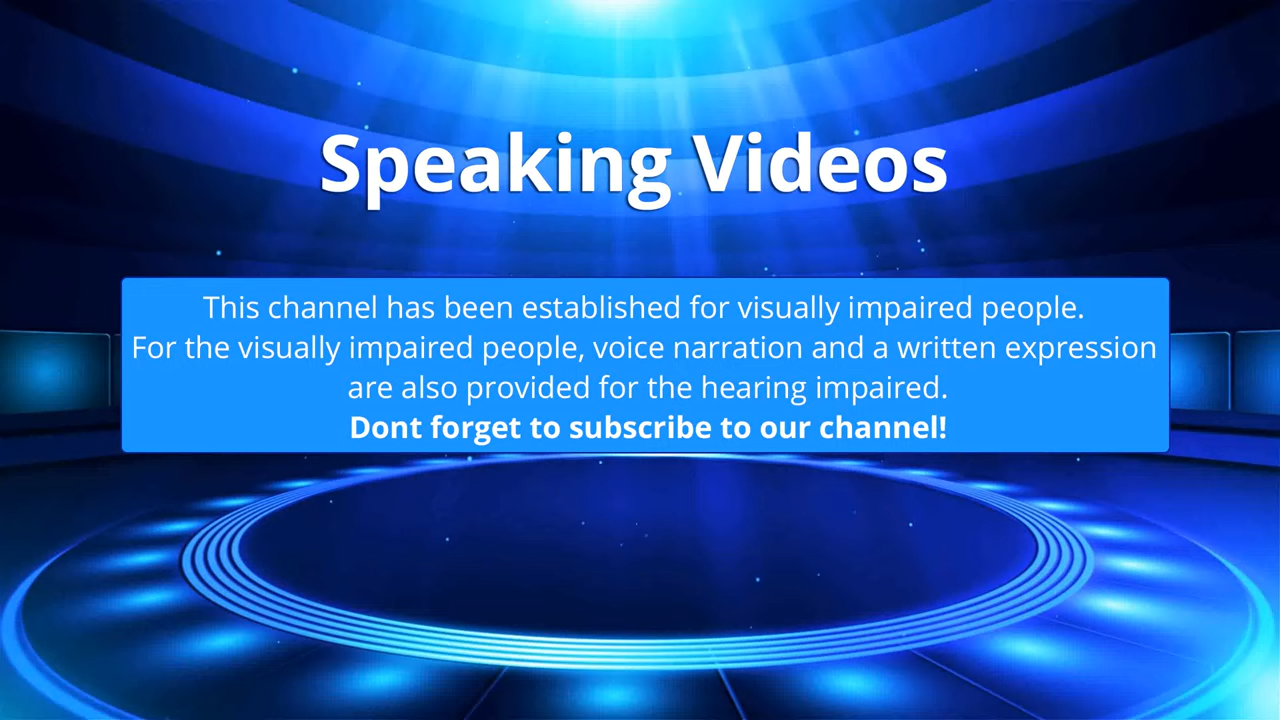 Speaking Videos
This channel has been established for visually impaired people.
For the visually impaired people, voice narration and a written expression
are also provided for the hearing impaired.
Dont forget to subscribe to our channel!